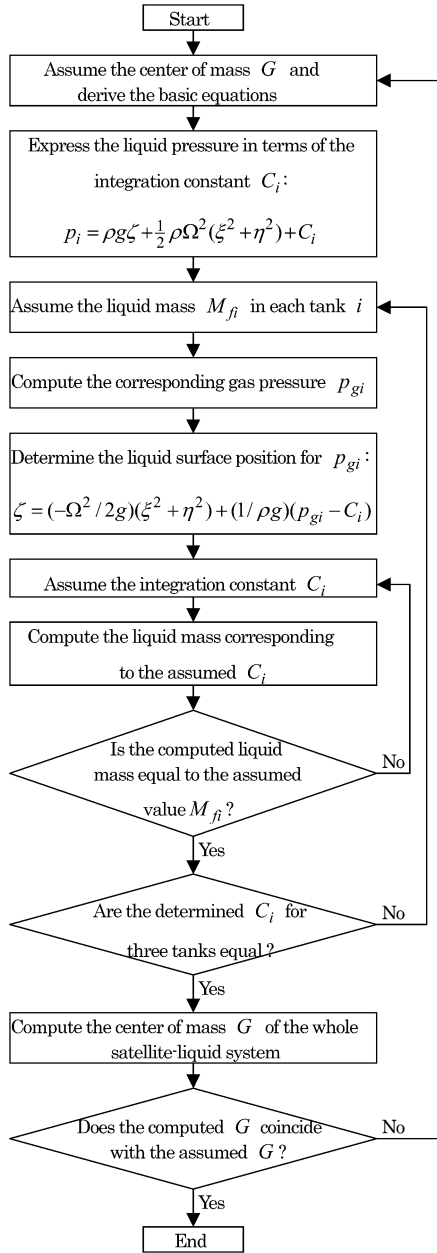 Start
Assume the center of mass G and
derive the basic equations
Express the liquid pressure in terms of the
integration constant C_i:
p_i = ρgζ + ½ ρΩ²(ξ² + η²) + C_i
Assume the liquid mass M_fi in each tank i
Compute the corresponding gas pressure p_gi
Determine the liquid surface position for p_gi:
ζ = (−Ω² / 2g)(ξ² + η²) + (1/ ρg)(p_gi − C_i)
Assume the integration constant C_i
Compute the liquid mass corresponding
to the assumed C_i
Is the computed liquid
mass equal to the assumed
value M_fi ?
No
Yes
Are the determined C_i for
three tanks equal ?
No
Yes
Compute the center of mass G of the whole
satellite-liquid system
Does the computed G coincide
with the assumed G ?
No
Yes
End